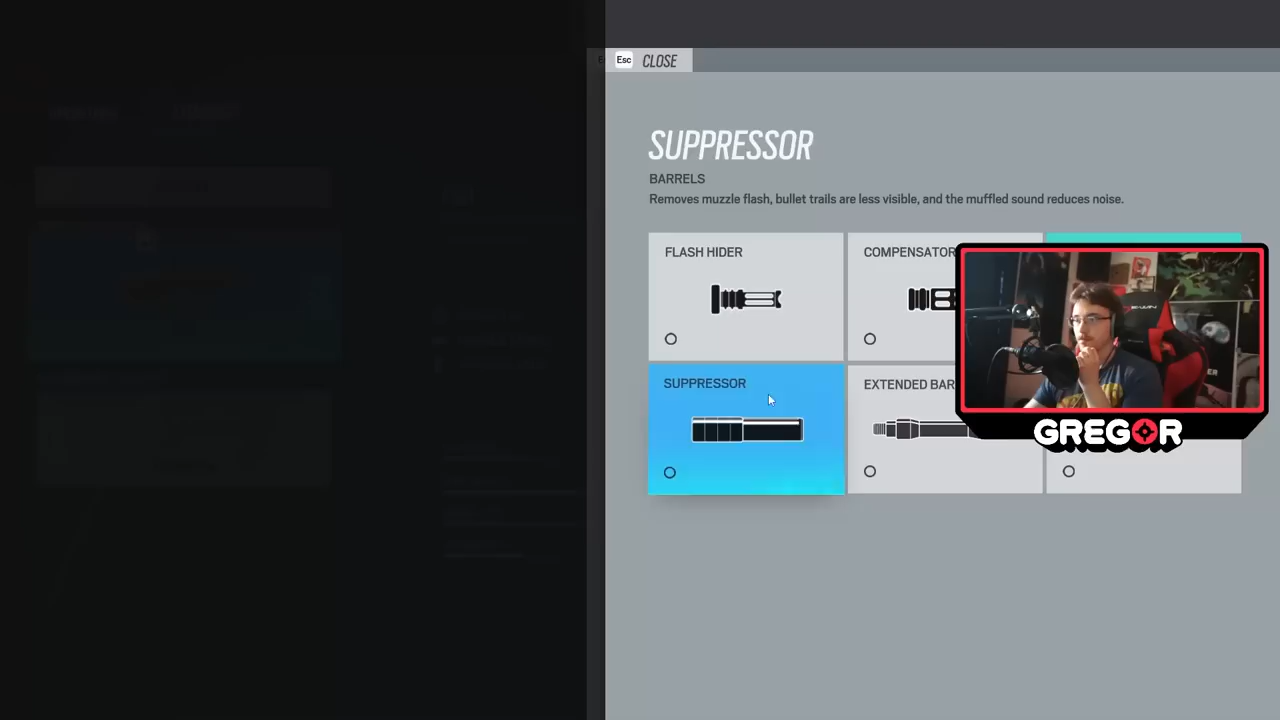 Esc CLOSE
SUPPRESSOR
BARRELS
Removes muzzle flash, bullet trails are less visible, and the muffled sound reduces noise.
FLASH HIDER
COMPENSATOR
SUPPRESSOR
EXTENDED BAR
GREGOR